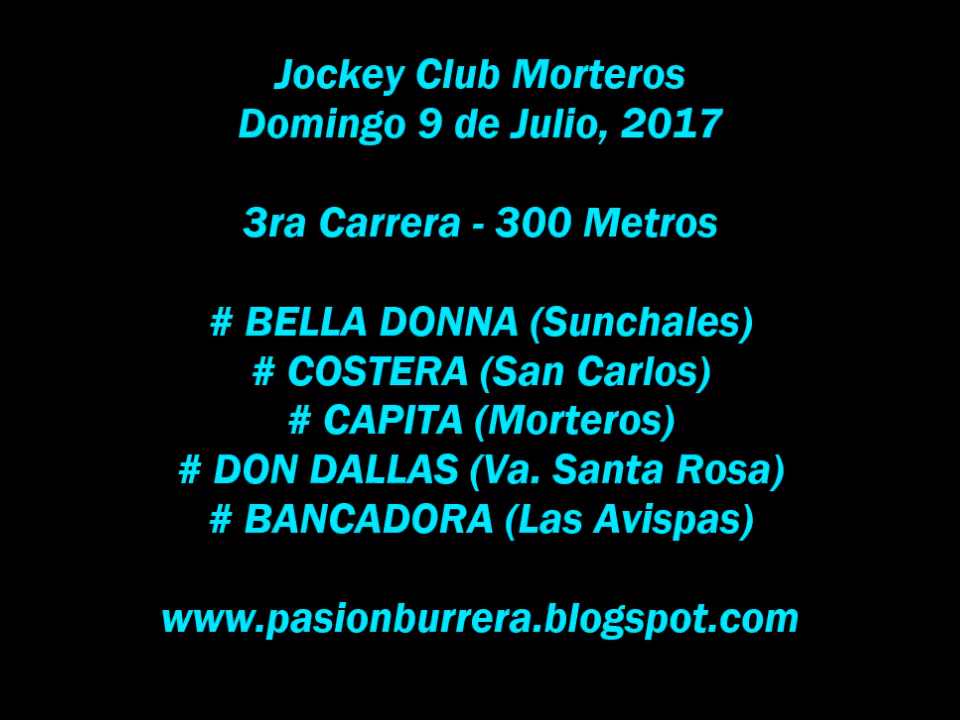 Jockey Club Morteros
Domingo 9 de Julio, 2017
3ra Carrera - 300 Metros
# BELLA DONNA (Sunchales)
# COSTERA (San Carlos)
# CAPITA (Morteros)
# DON DALLAS (Va. Santa Rosa)
# BANCADORA (Las Avispas)
www.pasionburrera.blogspot.com